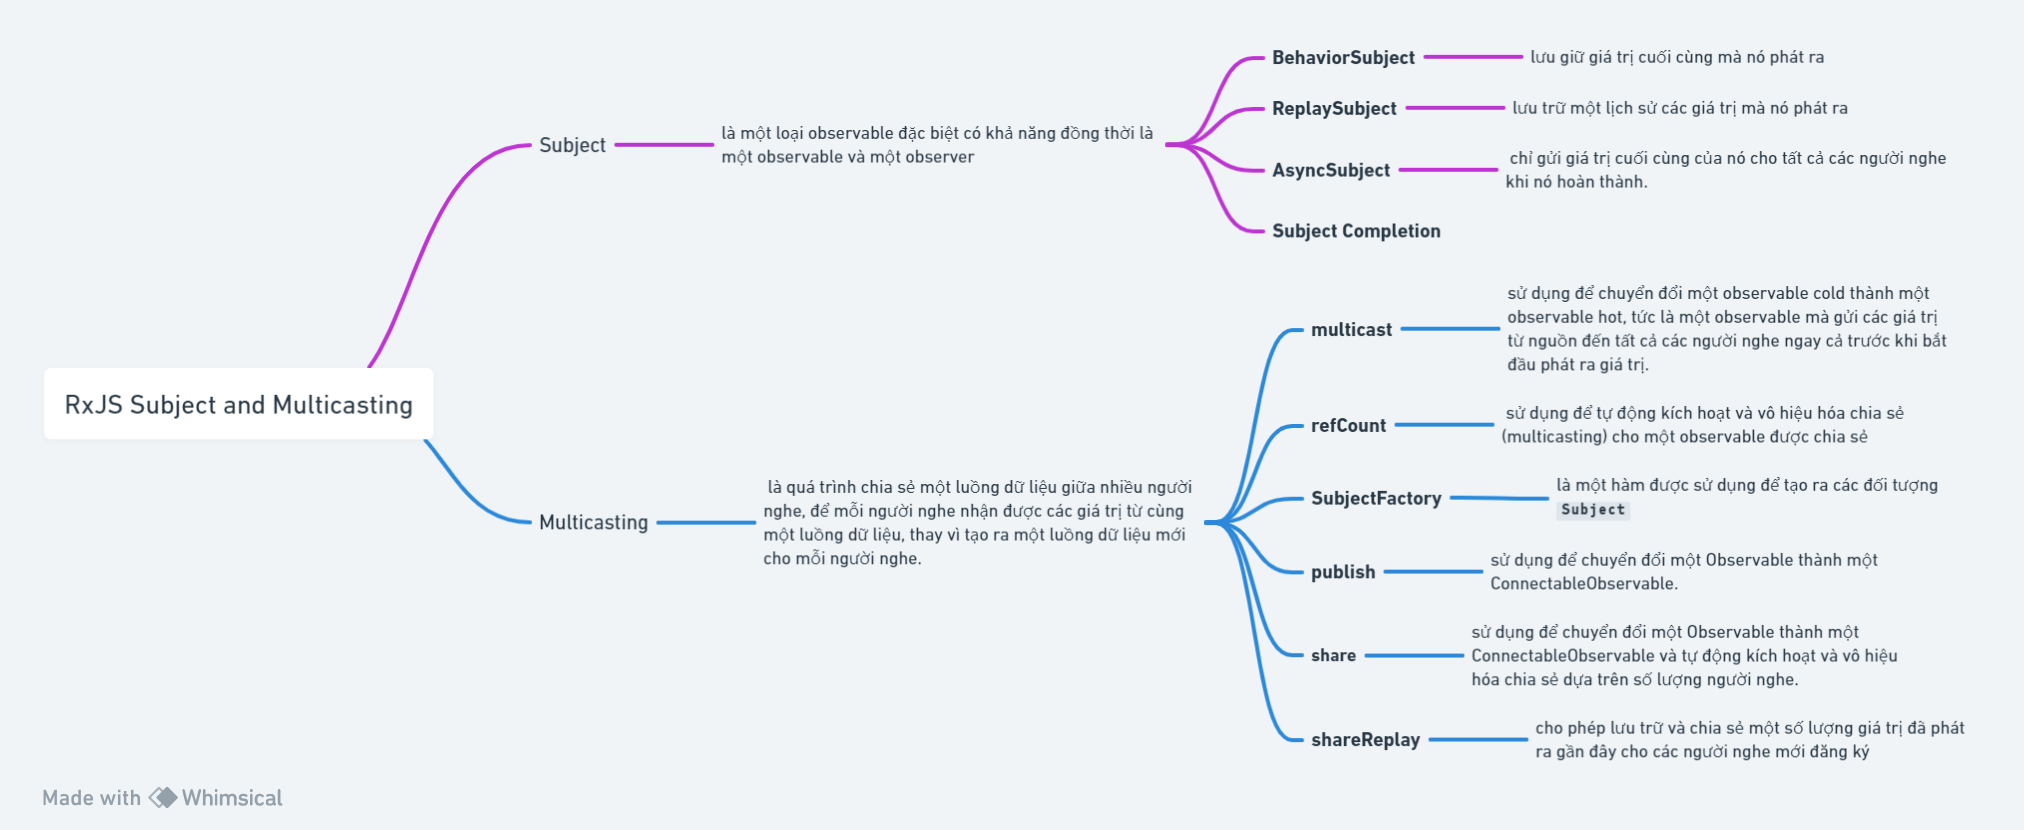 RxJS Subject and Multicasting
Subject
là một loại observable đặc biệt có khả năng đồng thời là
một observable và một observer
BehaviorSubject
lưu giữ giá trị cuối cùng mà nó phát ra
ReplaySubject
lưu trữ một lịch sử các giá trị mà nó phát ra
AsyncSubject
chỉ gửi giá trị cuối cùng của nó cho tất cả các người nghe
khi nó hoàn thành.
Subject Completion
Multicasting
là quá trình chia sẻ một luồng dữ liệu giữa nhiều người
nghe, để mỗi người nghe nhận được các giá trị từ cùng
một luồng dữ liệu, thay vì tạo ra một luồng dữ liệu mới
cho mỗi người nghe.
multicast
sử dụng để chuyển đổi một observable cold thành một
observable hot, tức là một observable mà gửi các giá trị
từ nguồn đến tất cả các người nghe ngay cả trước khi bắt
đầu phát ra giá trị.
refCount
sử dụng để tự động kích hoạt và vô hiệu hóa chia sẻ
(multicasting) cho một observable được chia sẻ
SubjectFactory
là một hàm được sử dụng để tạo ra các đối tượng
Subject
publish
sử dụng để chuyển đổi một Observable thành một
ConnectableObservable.
share
sử dụng để chuyển đổi một Observable thành một
ConnectableObservable và tự động kích hoạt và vô hiệu
hóa chia sẻ dựa trên số lượng người nghe.
shareReplay
cho phép lưu trữ và chia sẻ một số lượng giá trị đã phát
ra gần đây cho các người nghe mới đăng ký
Made with Whimsical